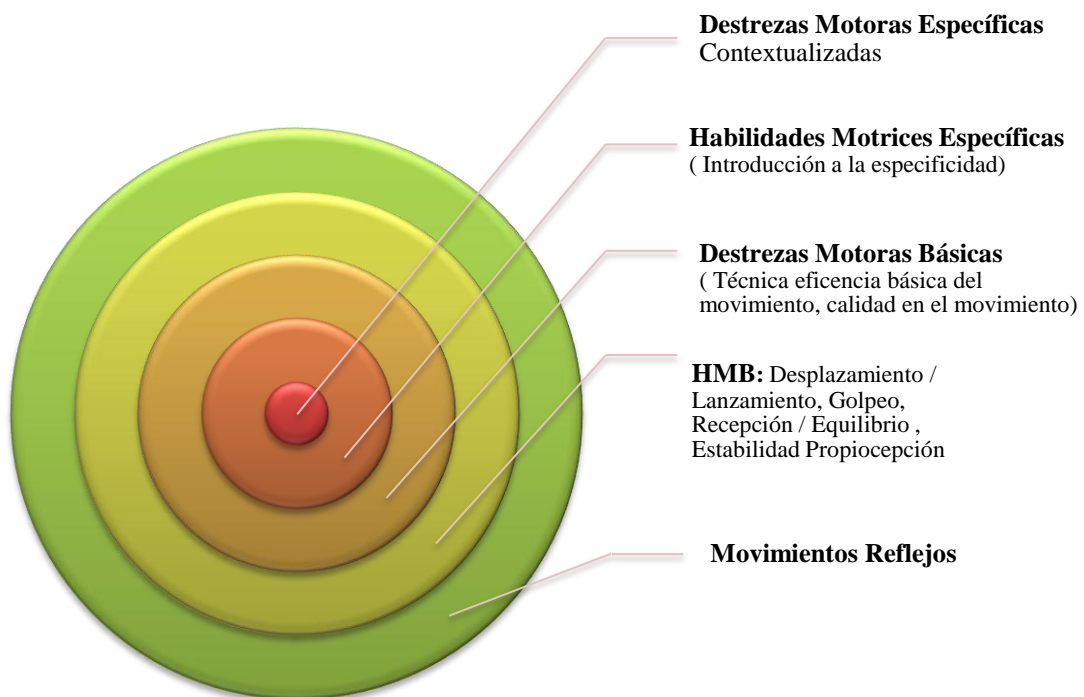 Destrezas Motoras Específicas
Contextualizadas
Habilidades Motrices Específicas
( Introducción a la especificidad)
Destrezas Motoras Básicas
( Técnica eficencia básica del
movimiento, calidad en el movimiento)
HMB: Desplazamiento /
Lanzamiento, Golpeo,
Recepción / Equilibrio ,
Estabilidad Propiocepción
Movimientos Reflejos